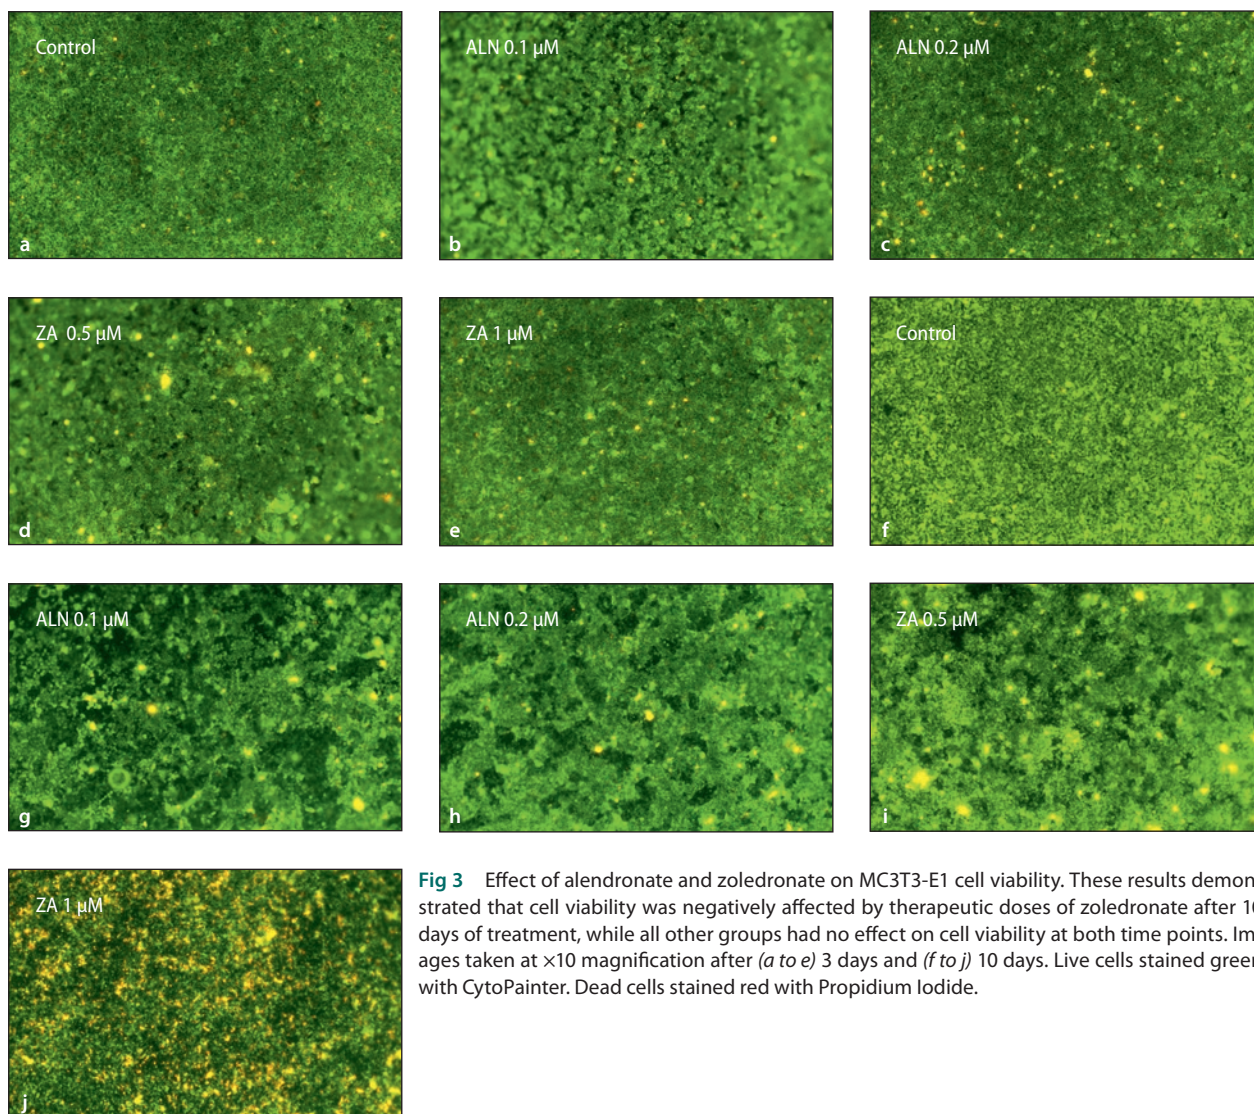 Control
a
ALN 0.1 µM
b
ALN 0.2 µM
c
ZA 0.5 µM
d
ZA 1 µM
e
Control
f
ALN 0.1 µM
g
ALN 0.2 µM
h
ZA 0.5 µM
i
ZA 1 µM
j
Fig 3 Effect of alendronate and zoledronate on MC3T3-E1 cell viability. These results demon
strated that cell viability was negatively affected by therapeutic doses of zoledronate after 10
days of treatment, while all other groups had no effect on cell viability at both time points. Im
ages taken at ×10 magnification after (a to e) 3 days and (f to j) 10 days. Live cells stained green
with CytoPainter. Dead cells stained red with Propidium Iodide.